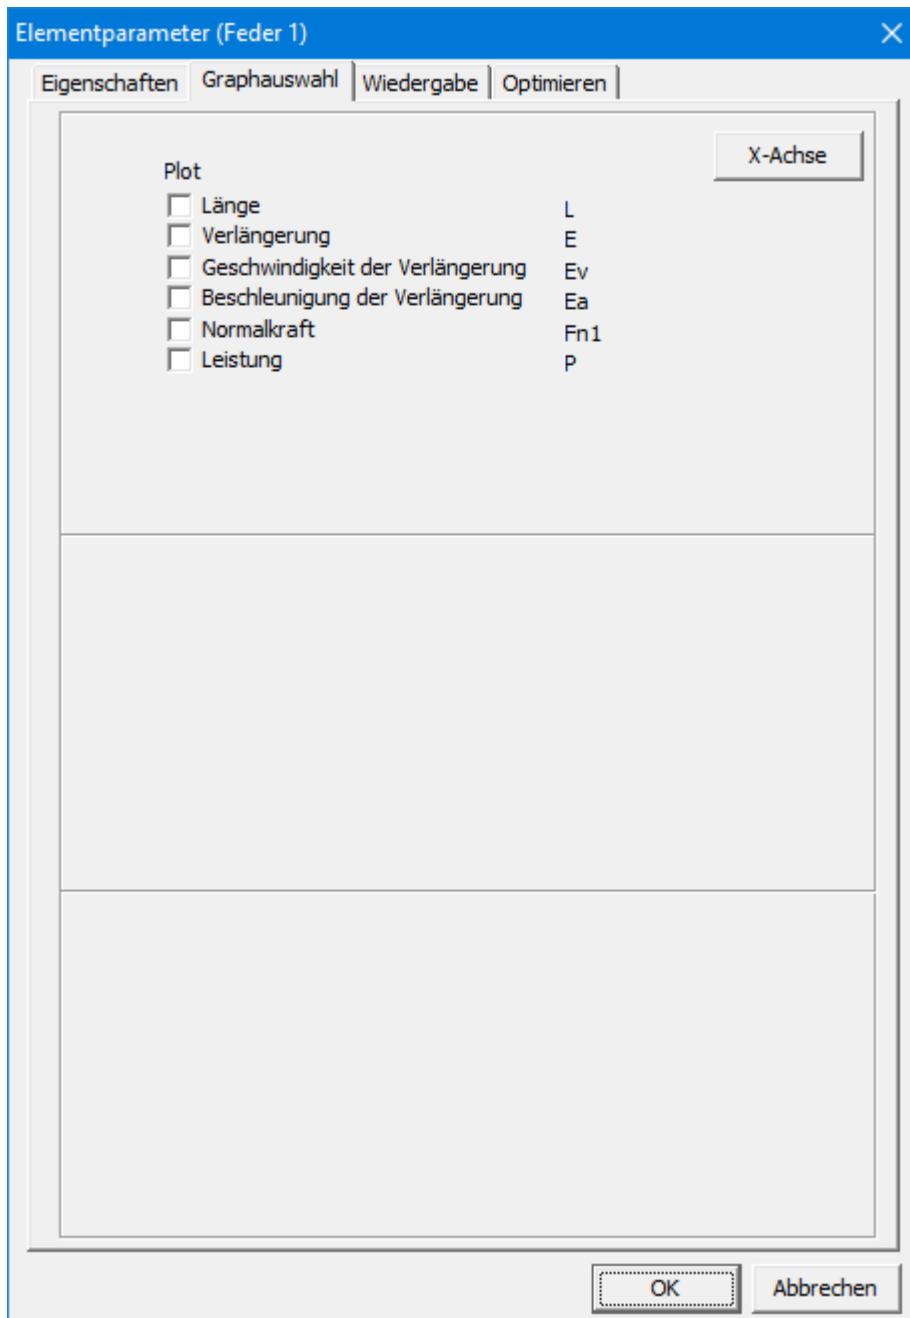 Elementparameter (Feder 1)
Eigenschaften Graphauswahl Wiedergabe Optimieren
X-Achse
Plot
Länge L
Verlängerung E
Geschwindigkeit der Verlängerung Ev
Beschleunigung der Verlängerung Ea
Normalkraft Fn1
Leistung P
OK Abbrechen